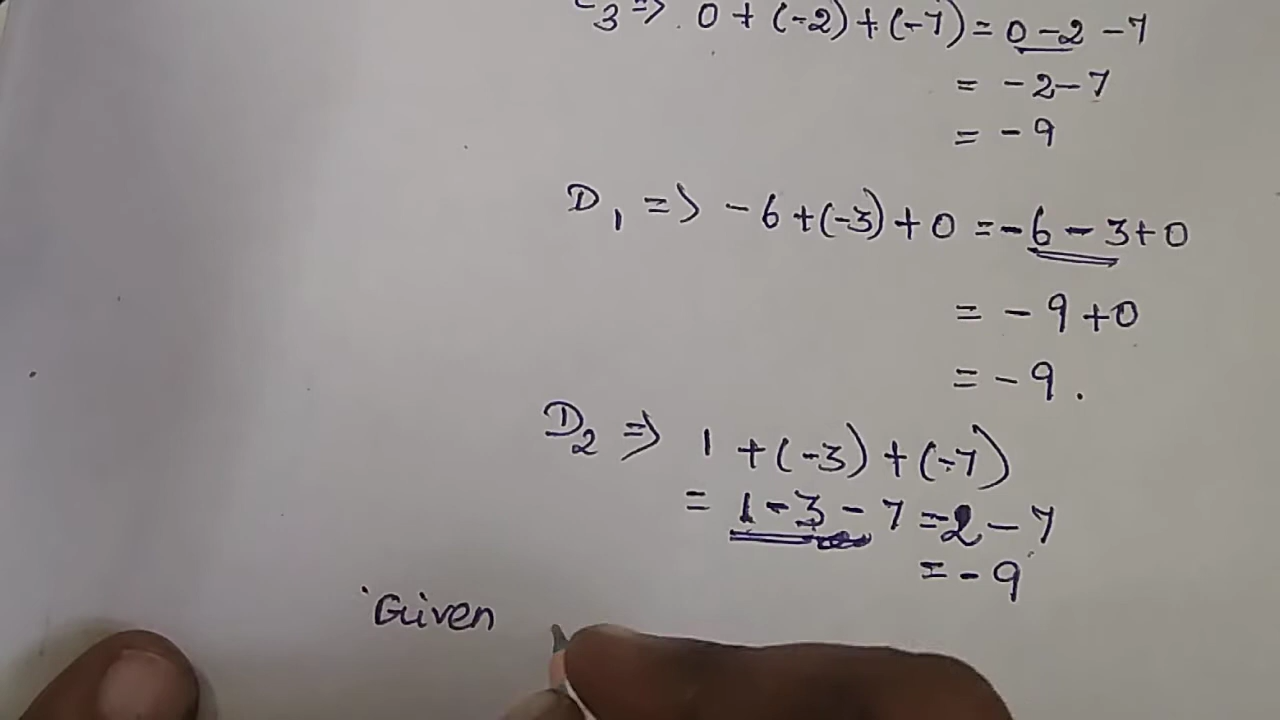 C3 => 0 + (-2) + (-7) = 0 - 2 - 7
= -2 - 7
= -9
D1 => -6 + (-3) + 0 = -6 - 3 + 0
= -9 + 0
= -9.
D2 => 1 + (-3) + (-7)
= 1 - 3 - 7 = -2 - 7
= -9
Given